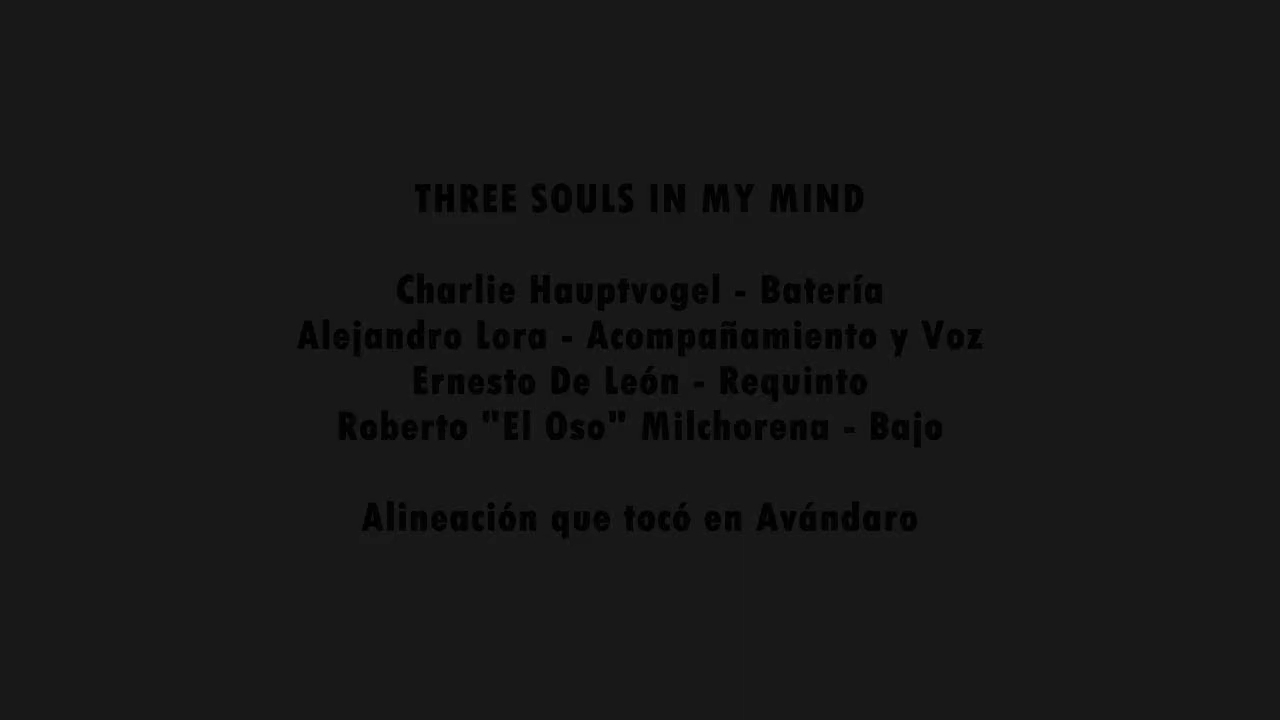 THREE SOULS IN MY MIND
Charlie Hauptvogel - Batería
Alejandro Lora - Acompañamiento y Voz
Ernesto De León - Requinto
Roberto "El Oso" Milchorena - Bajo
Alineación que tocó en Avándaro